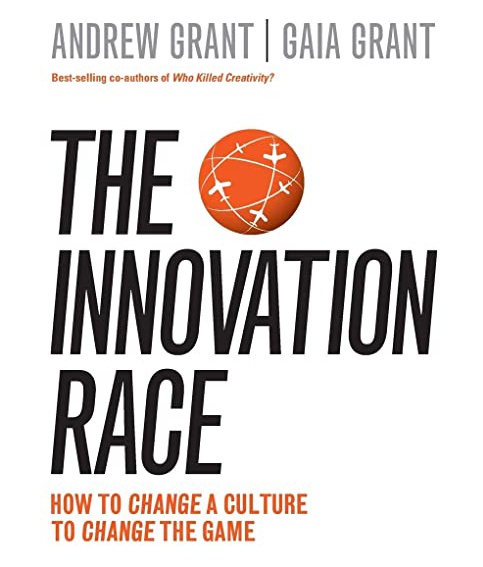 ANDREW GRANT | GAIA GRANT
Best-selling co-authors of Who Killed Creativity?
THE
INNOVATION
RACE
HOW TO CHANGE A CULTURE
TO CHANGE THE GAME